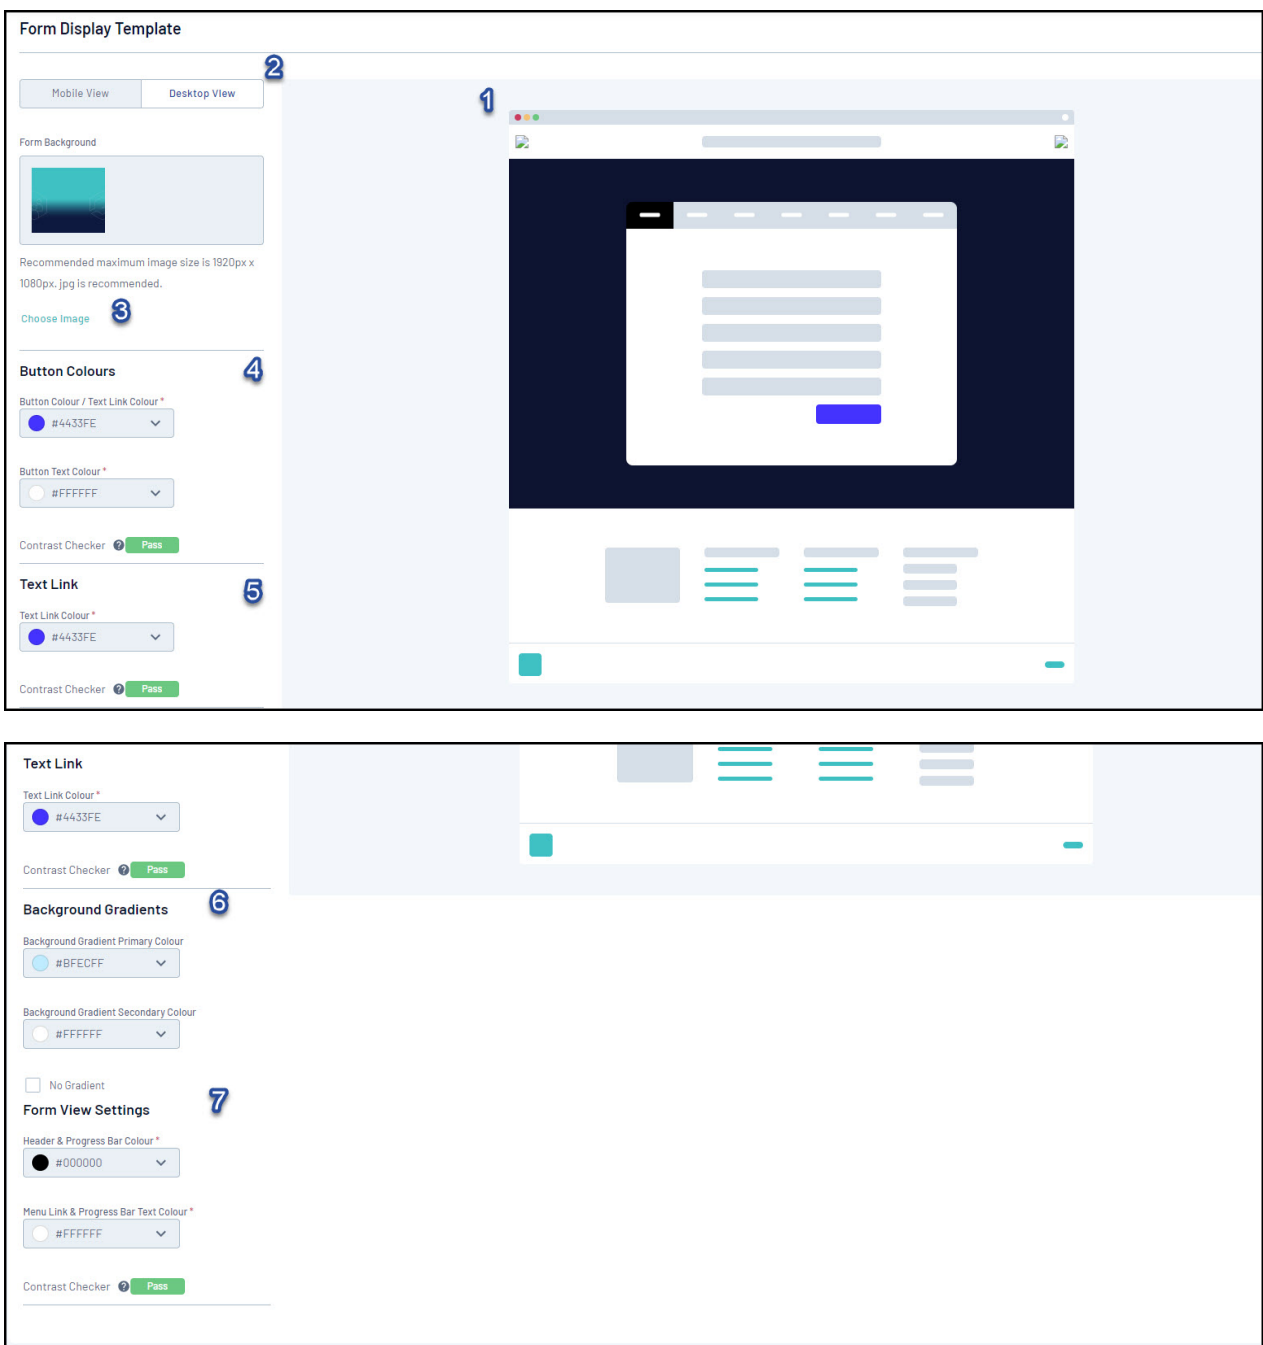 Form Display Template
2
Mobile View
Desktop View
1
Form Background
Recommended maximum image size is 1920px x
1080px. jpg is recommended.
Choose Image
3
Button Colours
4
Button Colour / Text Link Colour *
#4433FE
Button Text Colour *
#FFFFFF
Contrast Checker ? Pass
Text Link
5
Text Link Colour *
#4433FE
Contrast Checker ? Pass
Text Link
Text Link Colour *
#4433FE
Contrast Checker ? Pass
6
Background Gradients
Background Gradient Primary Colour
#BFECFF
Background Gradient Secondary Colour
#FFFFFF
No Gradient
7
Form View Settings
Header & Progress Bar Colour *
#000000
Menu Link & Progress Bar Text Colour *
#FFFFFF
Contrast Checker ? Pass